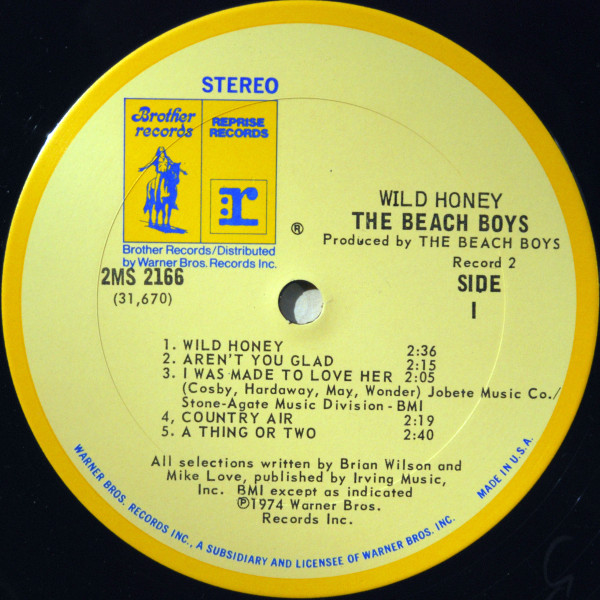 STEREO
Brother
records
REPRISE
RECORDS
r
®
Brother Records/Distributed
by Warner Bros. Records Inc.
2MS 2166
(31,670)
WILD HONEY
THE BEACH BOYS
Produced by THE BEACH BOYS
Record 2
SIDE
1
1. WILD HONEY 2:36
2. AREN'T YOU GLAD 2:15
3. I WAS MADE TO LOVE HER 2:05
(Cosby, Hardaway, May, Wonder) Jobete Music Co./
Stone-Agate Music Division - BMI
4, COUNTRY AIR 2:19
5. A THING OR TWO 2:40
All selections written by Brian Wilson and
Mike Love, published by Irving Music,
Inc. BMI except as indicated
℗1974 Warner Bros.
Records Inc.
WARNER BROS. RECORDS INC., A SUBSIDIARY AND LICENSEE OF WARNER BROS. INC.
MADE IN U.S.A.